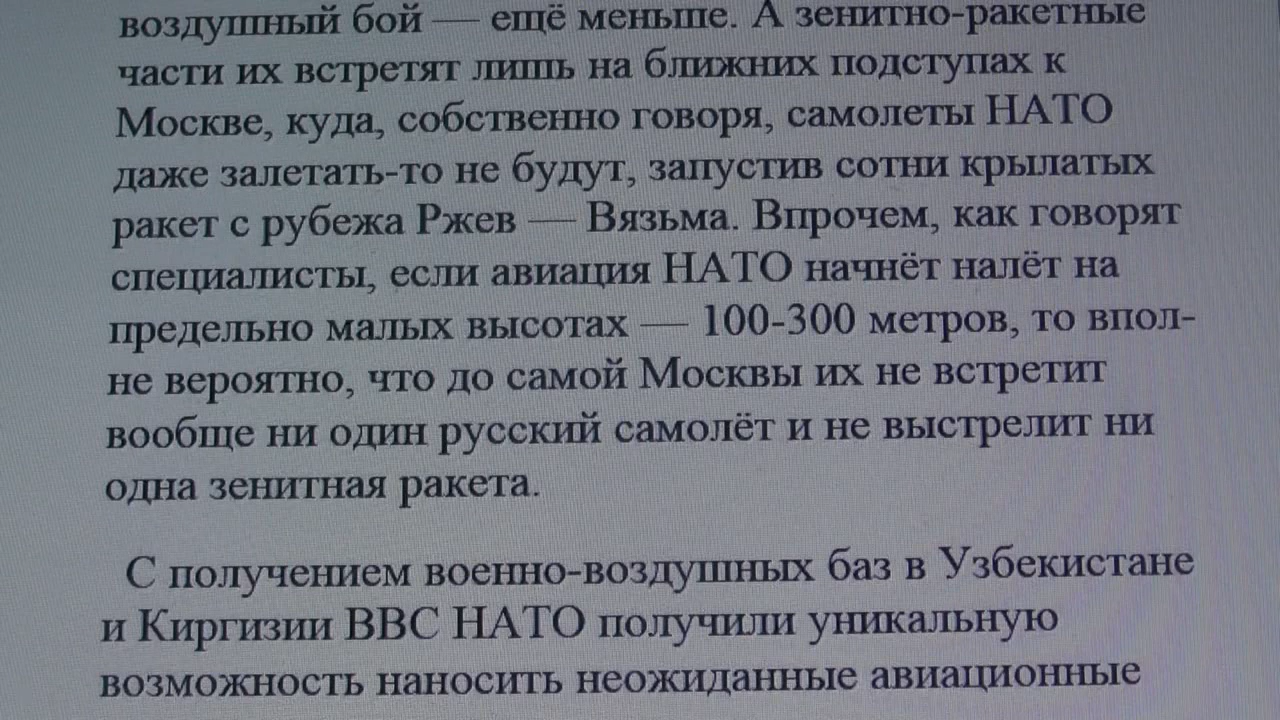 воздушный бой — ещё меньше. А зенитно-ракетные
части их встретят лишь на ближних подступах к
Москве, куда, собственно говоря, самолеты НАТО
даже залетать-то не будут, запустив сотни крылатых
ракет с рубежа Ржев — Вязьма. Впрочем, как говорят
специалисты, если авиация НАТО начнёт налёт на
предельно малых высотах — 100-300 метров, то впол-
не вероятно, что до самой Москвы их не встретит
вообще ни один русский самолёт и не выстрелит ни
одна зенитная ракета.
С получением военно-воздушных баз в Узбекистане
и Киргизии ВВС НАТО получили уникальную
возможность наносить неожиданные авиационные